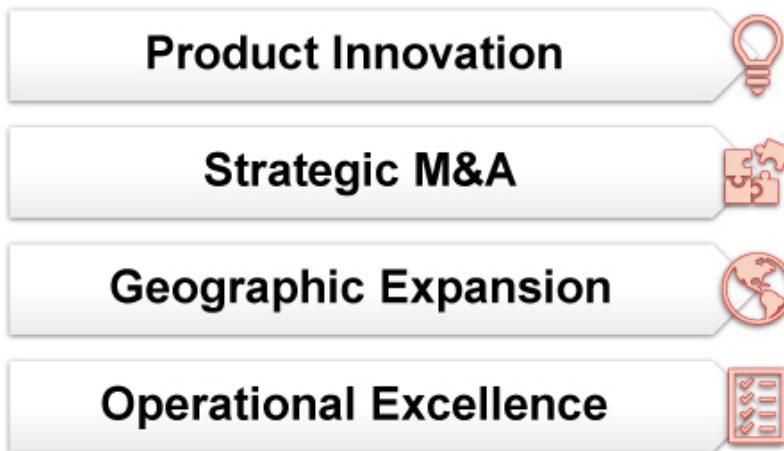 Product Innovation
Strategic M&A
Geographic Expansion
Operational Excellence